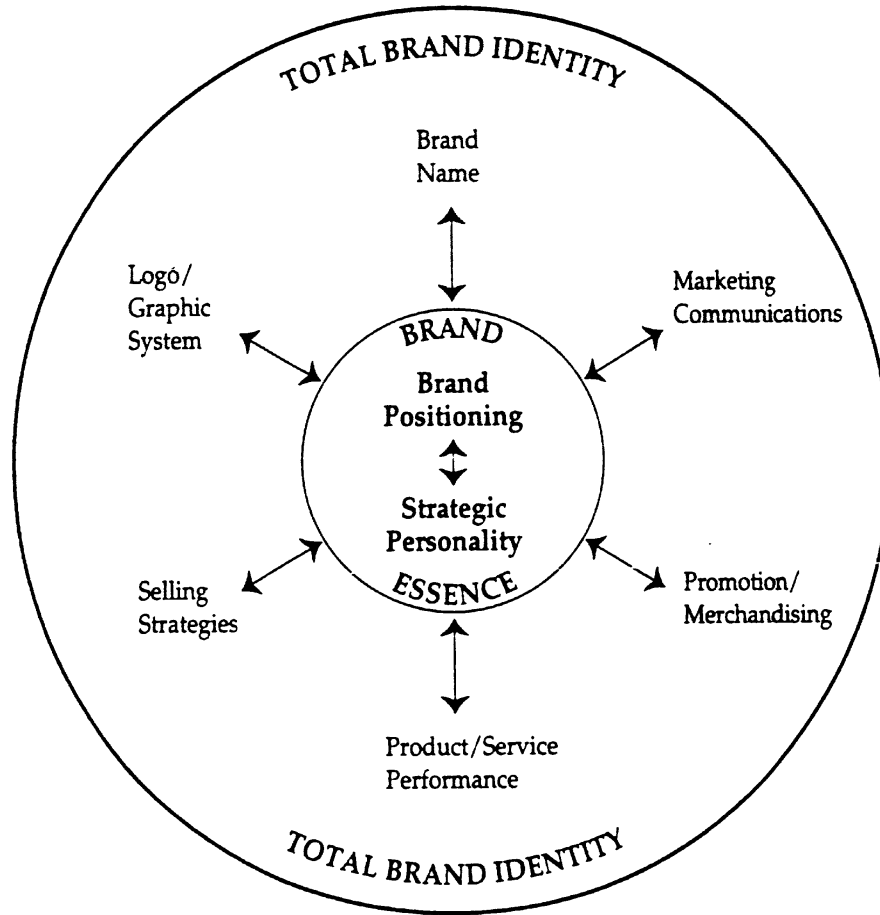 TOTAL BRAND IDENTITY
Brand
Name
Logo/
Graphic
System
Marketing
Communications
BRAND
Brand
Positioning
Strategic
Personality
ESSENCE
Selling
Strategies
Promotion/
Merchandising
Product/Service
Performance
TOTAL BRAND IDENTITY